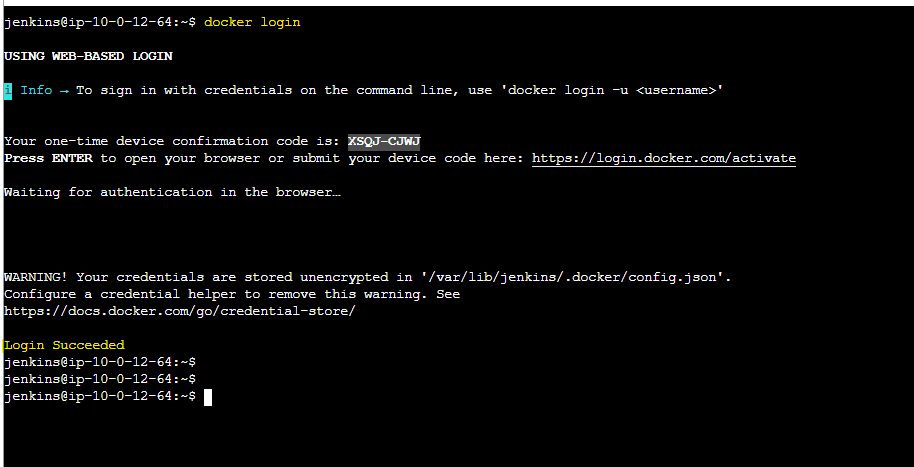 jenkins@ip-10-0-12-64:~$ docker login
USING WEB-BASED LOGIN
i Info → To sign in with credentials on the command line, use 'docker login -u <username>'
Your one-time device confirmation code is: XSQJ-CJWJ
Press ENTER to open your browser or submit your device code here: https://login.docker.com/activate
Waiting for authentication in the browser…
WARNING! Your credentials are stored unencrypted in '/var/lib/jenkins/.docker/config.json'.
Configure a credential helper to remove this warning. See
https://docs.docker.com/go/credential-store/
Login Succeeded
jenkins@ip-10-0-12-64:~$
jenkins@ip-10-0-12-64:~$
jenkins@ip-10-0-12-64:~$